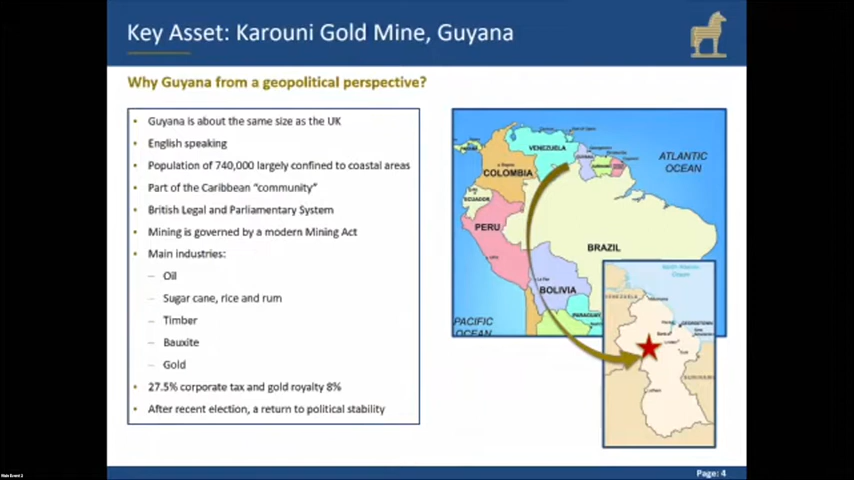 Key Asset: Karouni Gold Mine, Guyana
Why Guyana from a geopolitical perspective?
Guyana is about the same size as the UK
English speaking
Population of 740,000 largely confined to coastal areas
Part of the Caribbean "community"
British Legal and Parliamentary System
Mining is governed by a modern Mining Act
Main industries:
Oil
Sugar cane, rice and rum
Timber
Bauxite
Gold
27.5% corporate tax and gold royalty 8%
After recent election, a return to political stability
VENEZUELA
COLOMBIA
ECUADOR
PERU
BRAZIL
BOLIVIA
PARAGUAY
ATLANTIC
OCEAN
PACIFIC
OCEAN
Page: 4